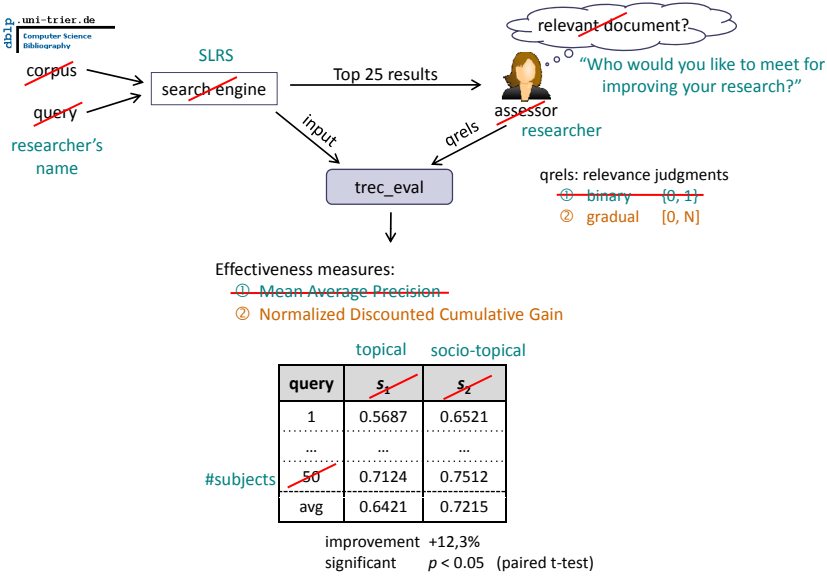 dblp .uni-trier.de
Computer Science
Bibliography
relevant document?
SLRS
corpus
search engine
Top 25 results
"Who would you like to meet for
improving your research?"
query
assessor
researcher's
name
input
qrels
researcher
trec_eval
qrels: relevance judgments
① binary {0, 1}
② gradual [0, N]
Effectiveness measures:
① Mean Average Precision
② Normalized Discounted Cumulative Gain
topical socio-topical
query s1 s2
1 0.5687 0.6521
... ... ...
#subjects 50 0.7124 0.7512
avg 0.6421 0.7215
improvement +12,3%
significant p < 0.05 (paired t-test)